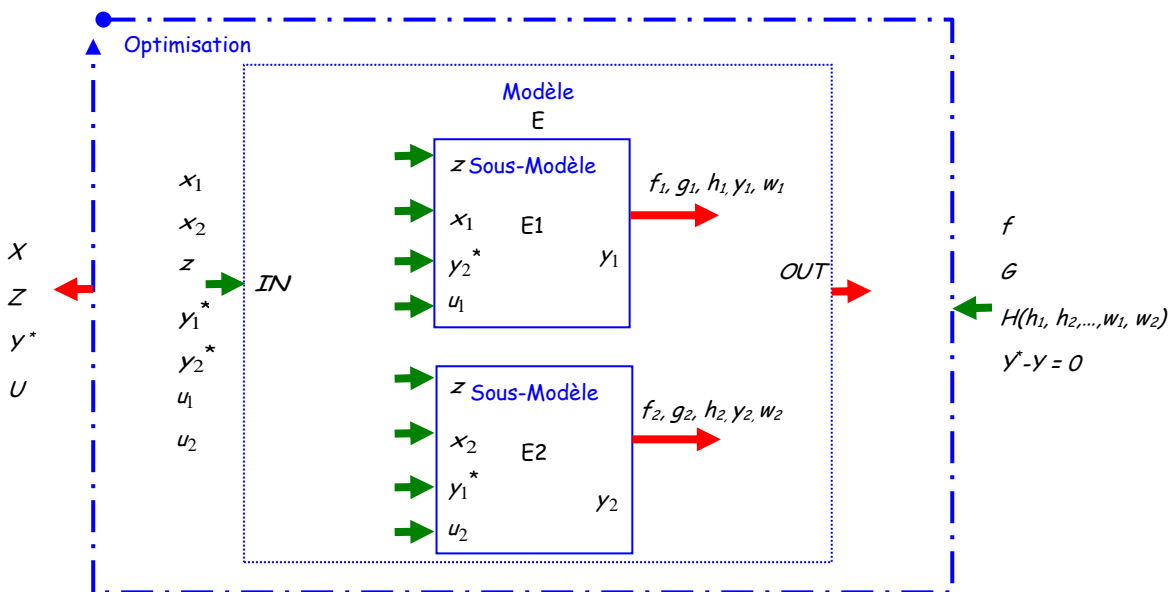 Optimisation
Modèle
E
x₁
x₂
z
y₁*
y₂*
u₁
u₂
X
Z
Y*
U
IN
z Sous-Modèle
x₁
E1
y₂*
y₁
u₁
f₁, g₁, h₁, y₁, w₁
z Sous-Modèle
x₂
E2
y₁*
y₂
u₂
f₂, g₂, h₂, y₂, w₂
OUT
f
G
H(h₁, h₂,...,w₁, w₂)
Y*-Y = 0